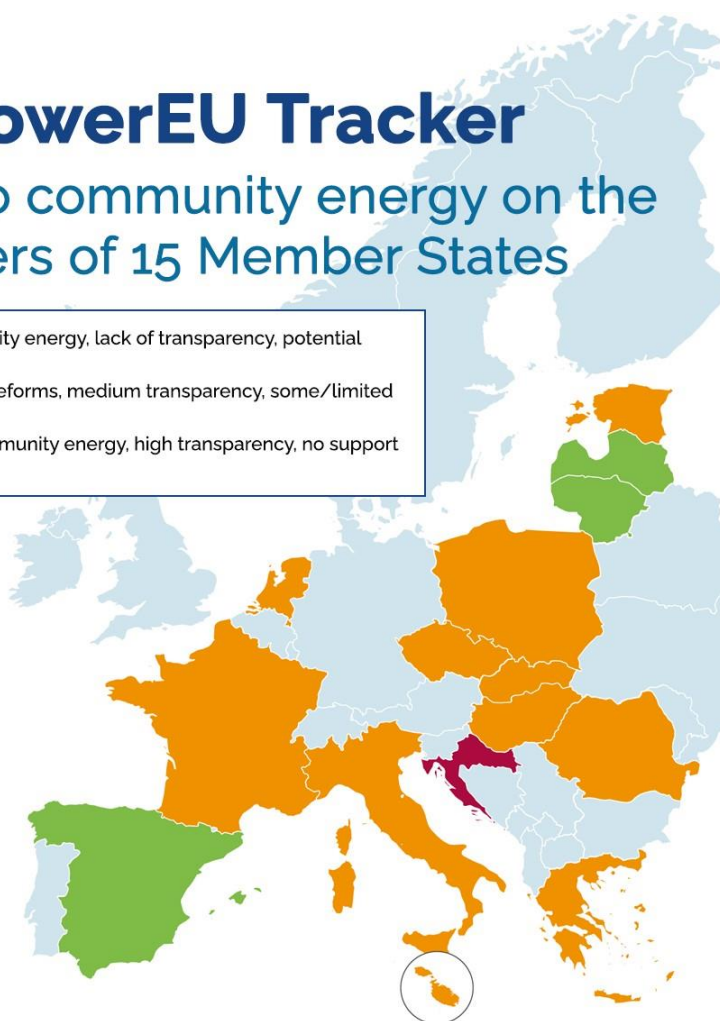 owerEU Tracker
o community energy on the
ers of 15 Member States
ity energy, lack of transparency, potential
eforms, medium transparency, some/limited
munity energy, high transparency, no support